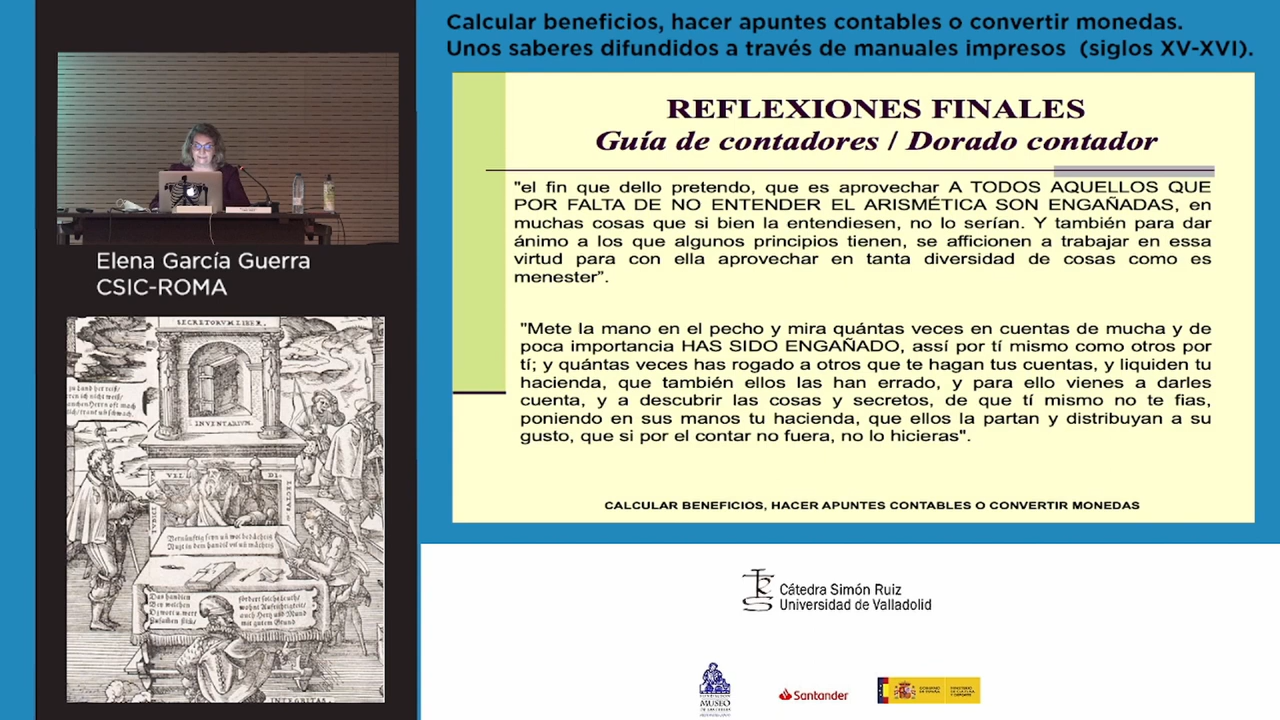 Calcular beneficios, hacer apuntes contables o convertir monedas.
Unos saberes difundidos a través de manuales impresos (siglos XV-XVI).
REFLEXIONES FINALES
Guía de contadores / Dorado contador
"el fin que dello pretendo, que es aprovechar A TODOS AQUELLOS QUE
POR FALTA DE NO ENTENDER EL ARISMÉTICA SON ENGAÑADAS, en
muchas cosas que si bien la entendiesen, no lo serían. Y también para dar
ánimo a los que algunos principios tienen, se afficionen a trabajar en essa
virtud para con ella aprovechar en tanta diversidad de cosas como es
menester”.
"Mete la mano en el pecho y mira quántas veces en cuentas de mucha y de
poca importancia HAS SIDO ENGAÑADO, assí por tí mismo como otros por
tí; y quántas veces has rogado a otros que te hagan tus cuentas, y liquiden tu
hacienda, que también ellos las han errado, y para ello vienes a darles
cuenta, y a descubrir las cosas y secretos, de que tí mismo no te fias,
poniendo en sus manos tu hacienda, que ellos la partan y distribuyan a su
gusto, que si por el contar no fuera, no lo hicieras".
CALCULAR BENEFICIOS, HACER APUNTES CONTABLES O CONVERTIR MONEDAS
Elena García Guerra
CSIC-ROMA
SECRETORVM LIBER.
INVENTARIVM.
INTEGRITAS
Cátedra Simón Ruiz
Universidad de Valladolid
MUSEO
Santander